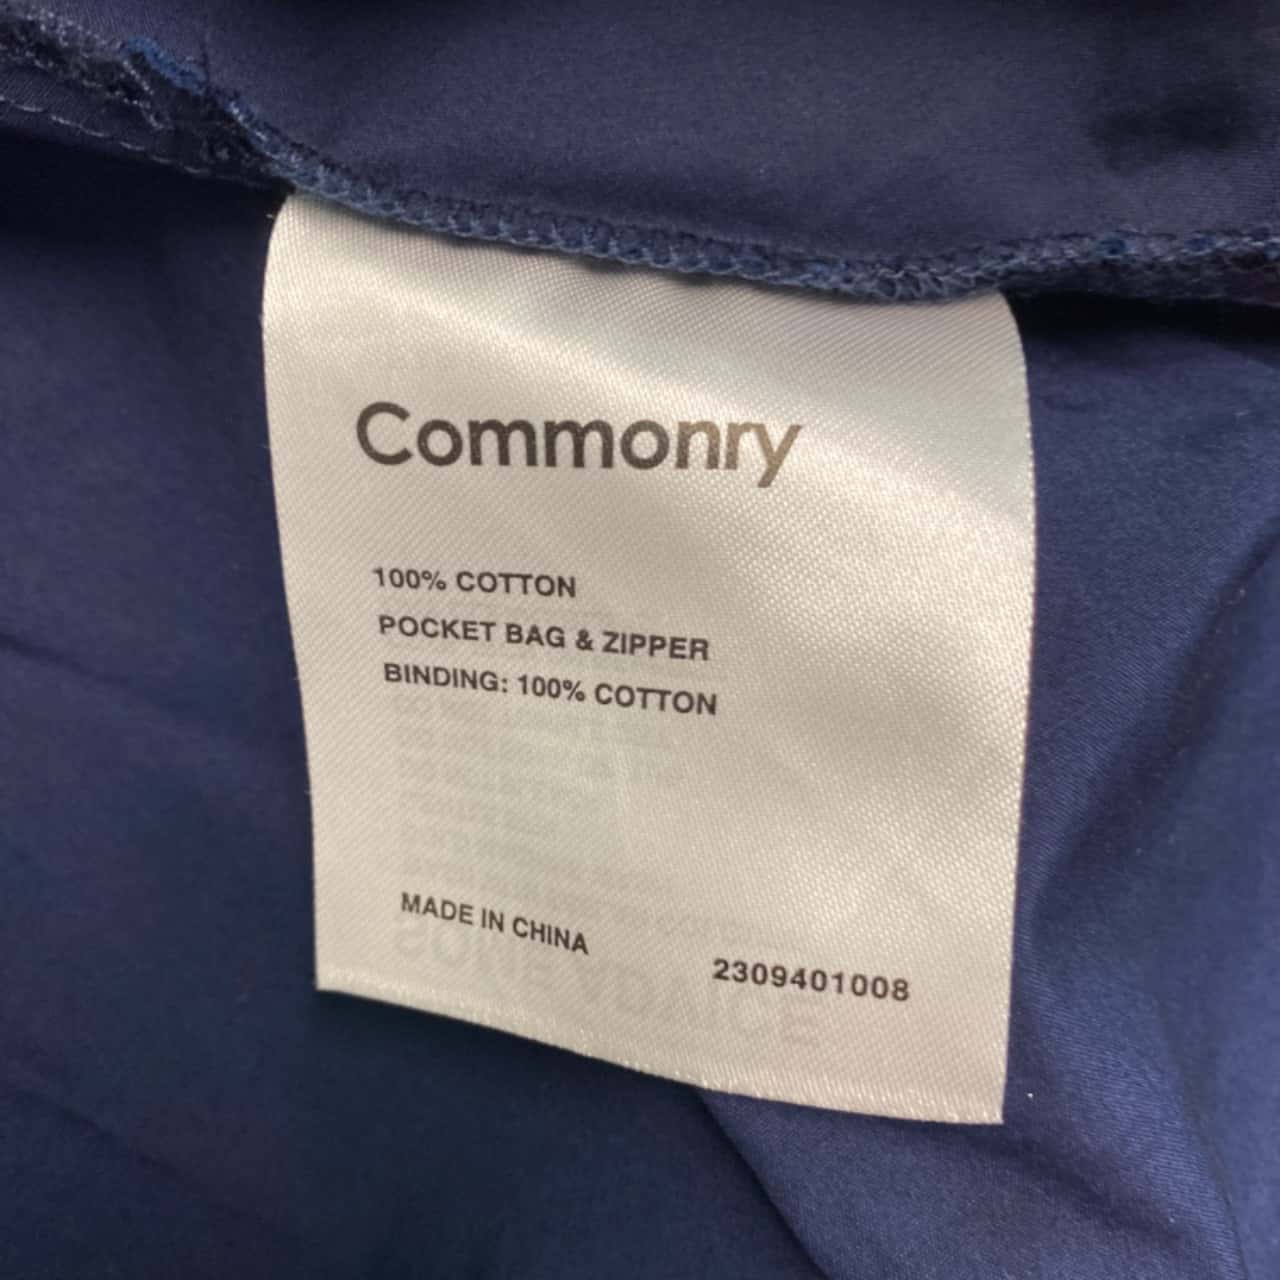 Commonry
100% COTTON
POCKET BAG & ZIPPER
BINDING: 100% COTTON
MADE IN CHINA
2309401008